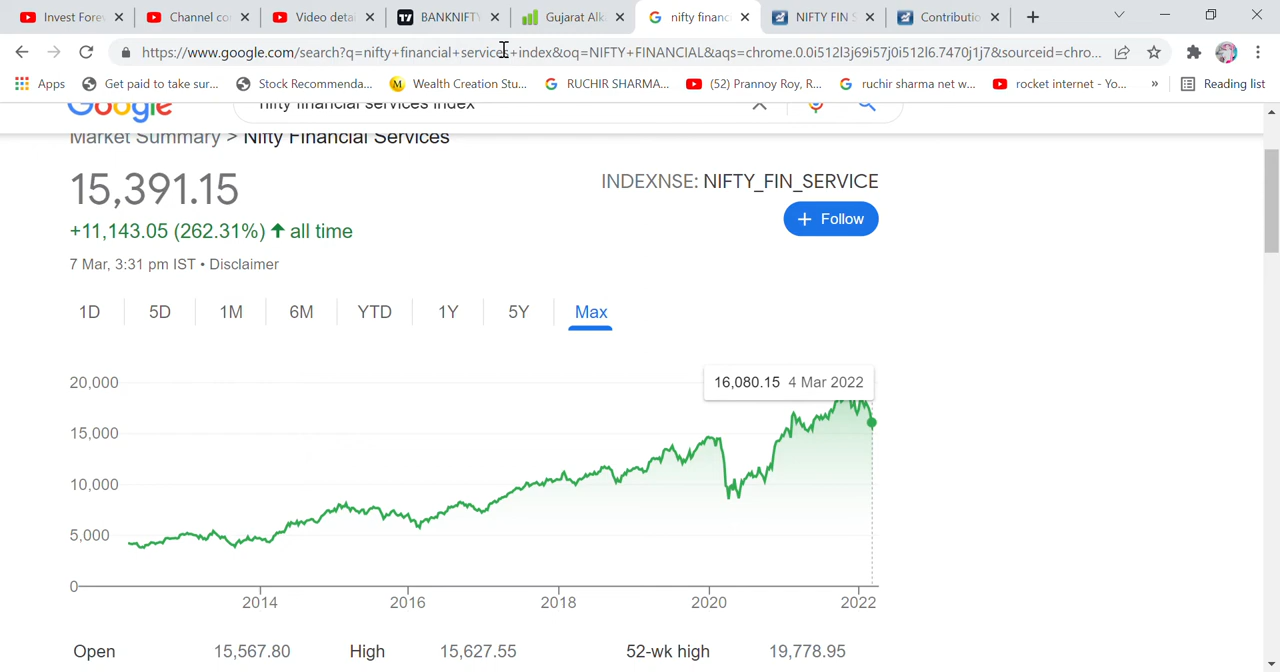 Invest Fore
Channel co
Video detai
BANKNIFT
Gujarat Alk
nifty financ
NIFTY FIN S
Contributio
https://www.google.com/search?q=nifty+financial+services+index&oq=NIFTY+FINANCIAL&aqs=chrome.0.0i512l3j69i57j0i512l6.7470j1j7&sourceid=chro...
Apps
Get paid to take sur...
Stock Recommenda...
Wealth Creation Stu...
RUCHIR SHARMA...
(52) Prannoy Roy, R...
ruchir sharma net w...
rocket internet - Yo...
»
Reading list
Google
nifty financial services index
Market Summary > Nifty Financial Services
15,391.15
INDEXNSE: NIFTY_FIN_SERVICE
+ Follow
+11,143.05 (262.31%) ↑ all time
7 Mar, 3:31 pm IST • Disclaimer
1D 5D 1M 6M YTD 1Y 5Y Max
16,080.15 4 Mar 2022
20,000
15,000
10,000
5,000
0
2014 2016 2018 2020 2022
Open 15,567.80 High 15,627.55 52-wk high 19,778.95